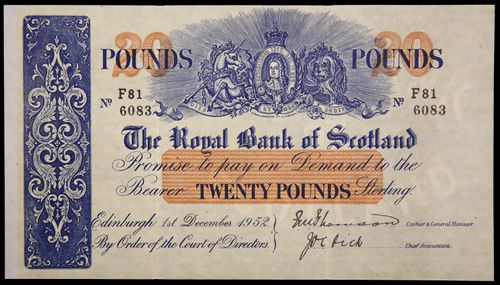 20 POUNDS 20 POUNDS
F81 F81
Nº 6083 Nº 6083
The Royal Bank of Scotland
Promise to pay on Demand to the
Bearer TWENTY POUNDS Sterling.
Edinburgh 1st December 1952
By Order of the Court of Directors
Cashier & General Manager
Chief Accountant